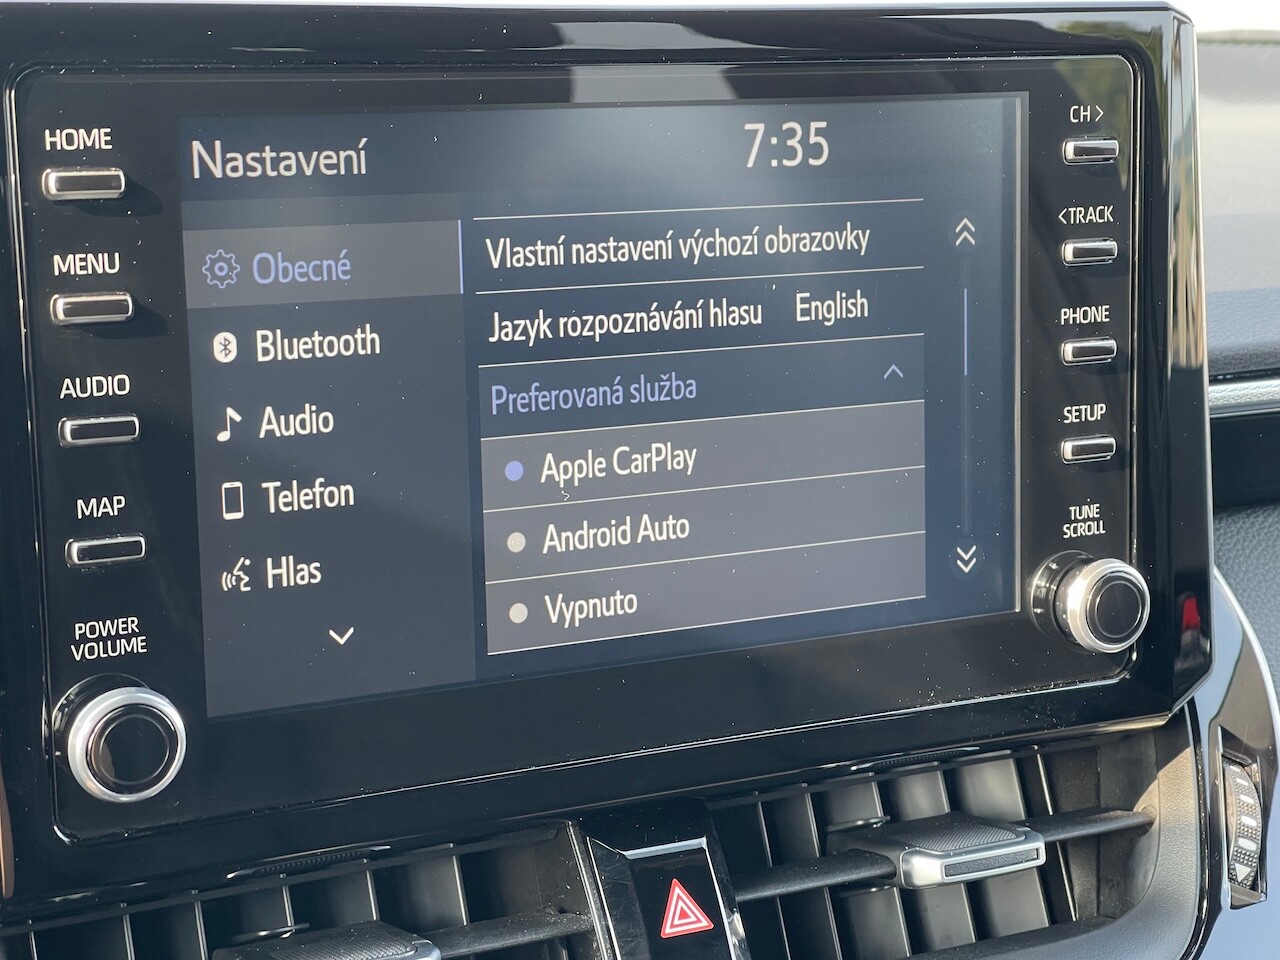 HOME
MENU
AUDIO
MAP
POWER
VOLUME
Nastavení
7:35
Obecné
Bluetooth
Audio
Telefon
Hlas
Vlastní nastavení výchozí obrazovky
Jazyk rozpoznávání hlasu English
Preferovaná služba
Apple CarPlay
Android Auto
Vypnuto
CH >
< TRACK
PHONE
SETUP
TUNE
SCROLL